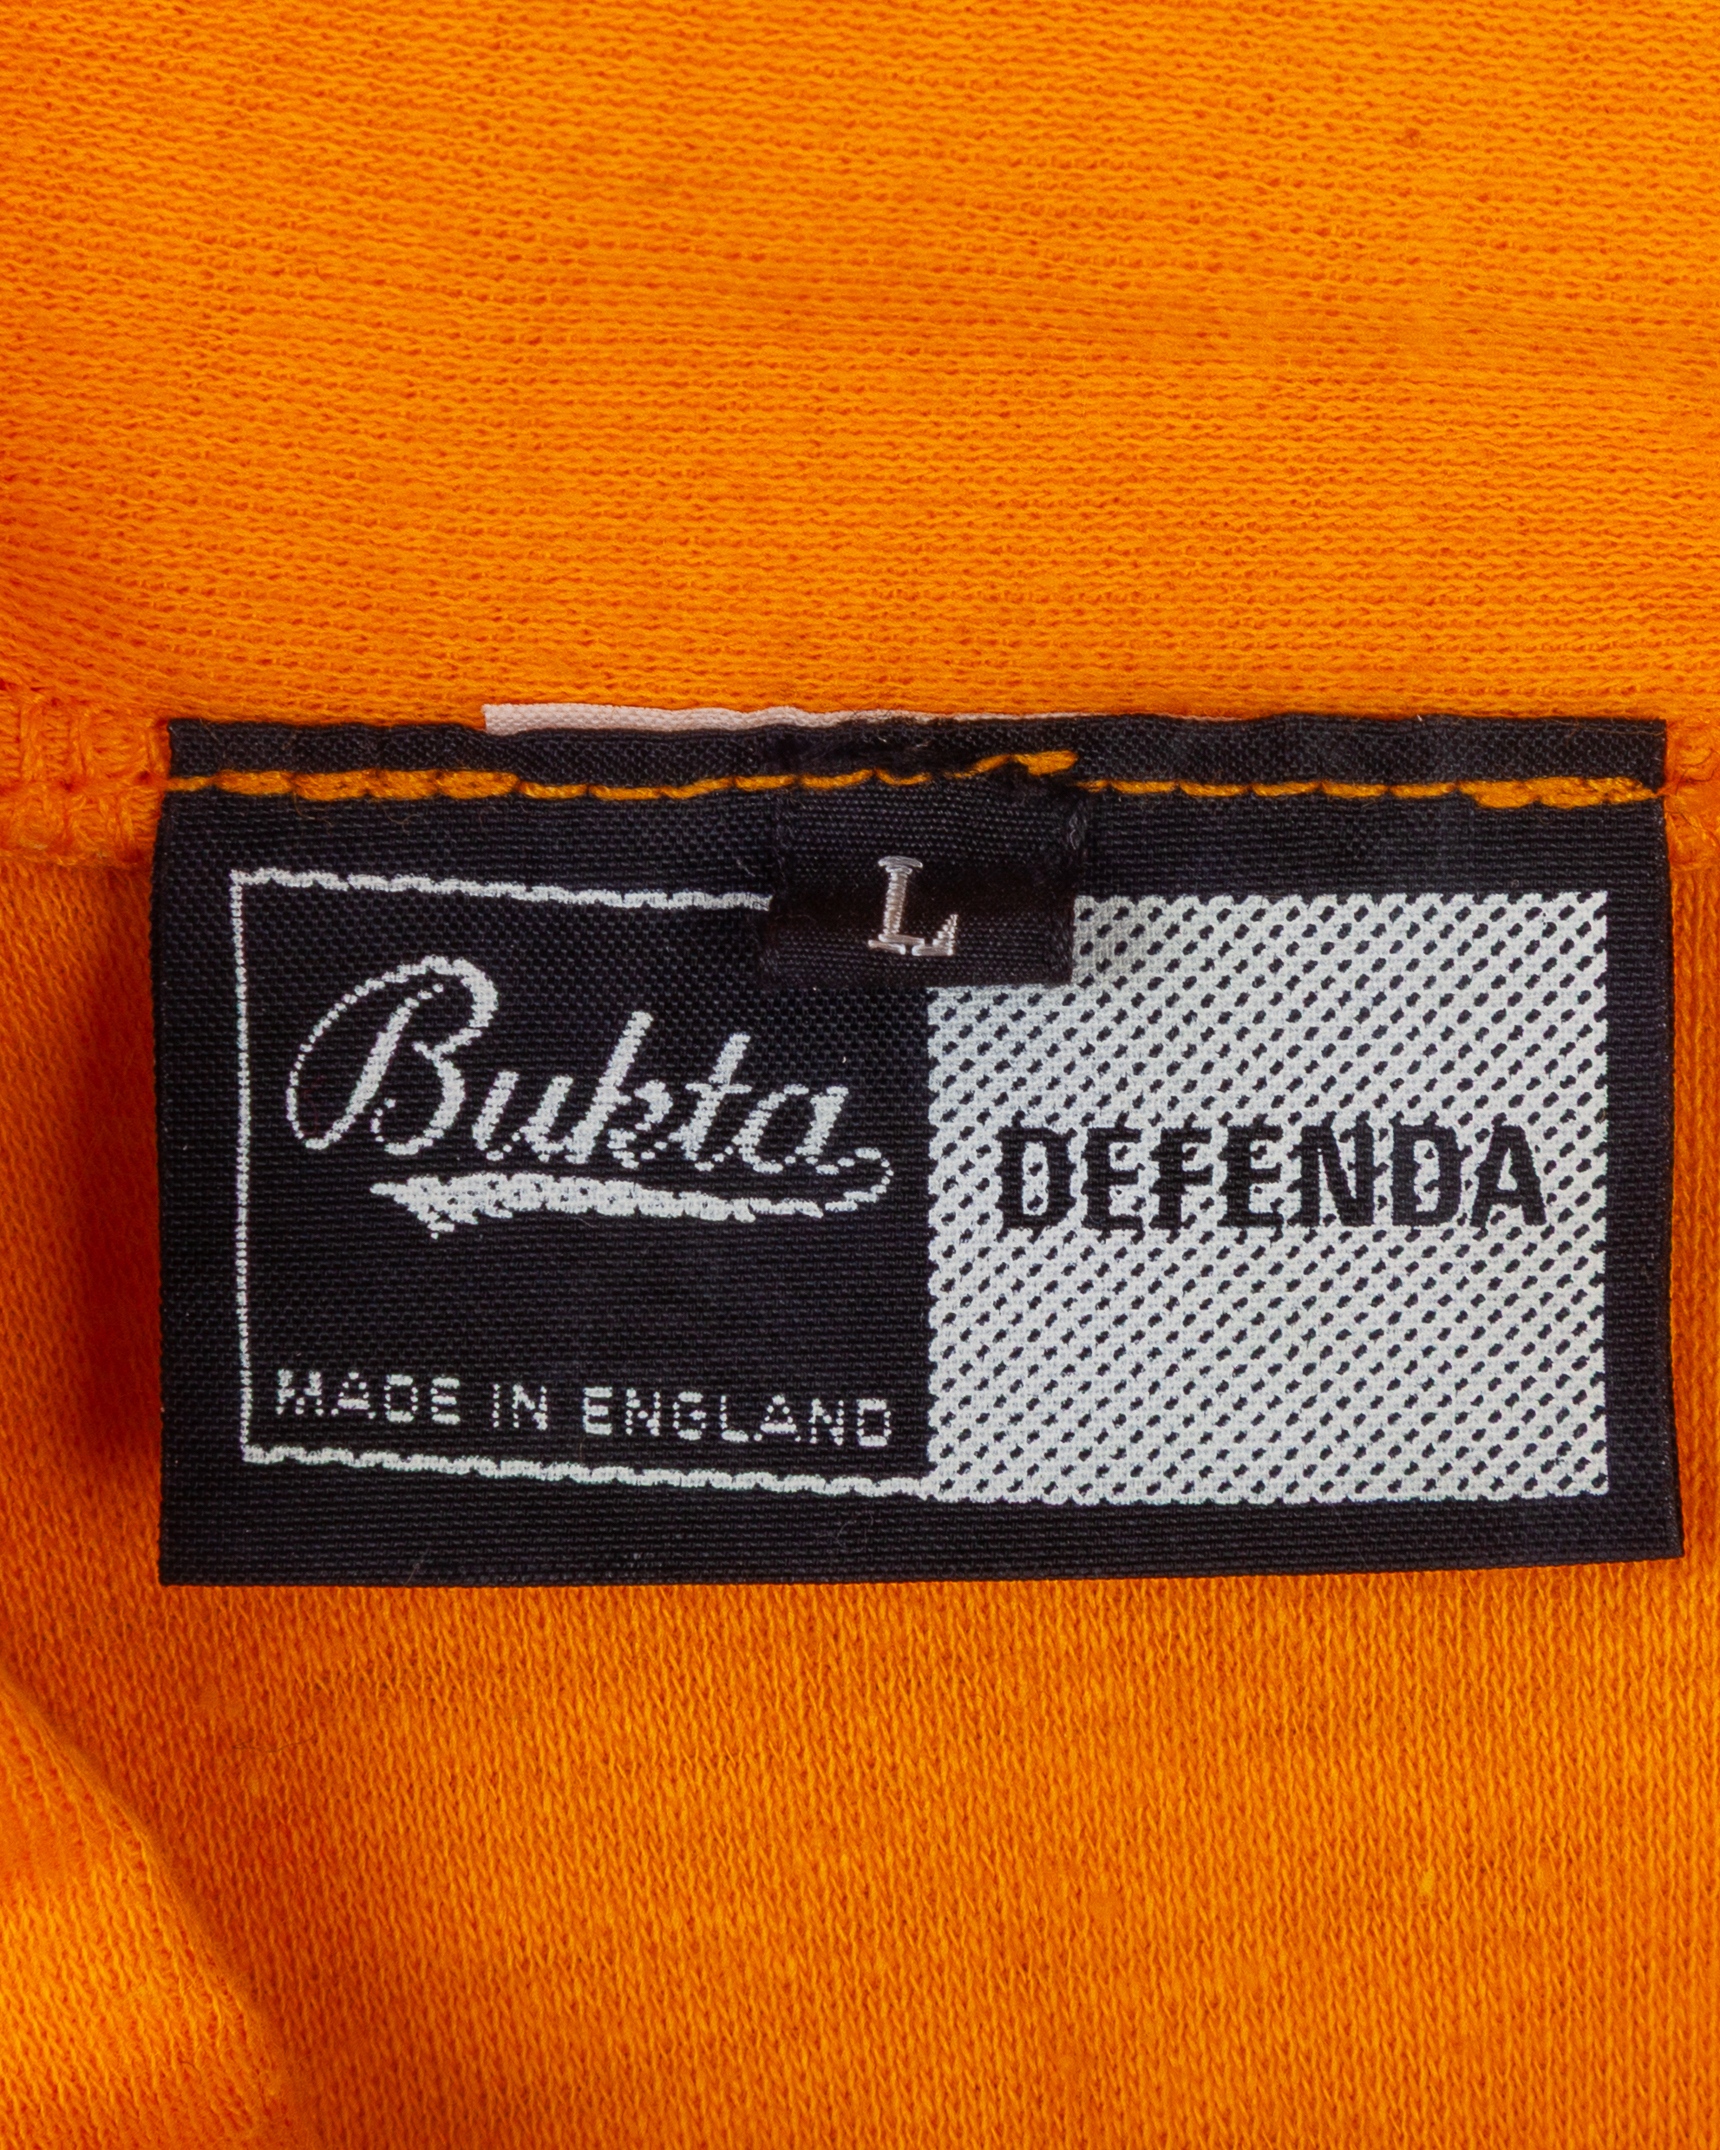 L
Bukta
DEFENDA
MADE IN ENGLAND